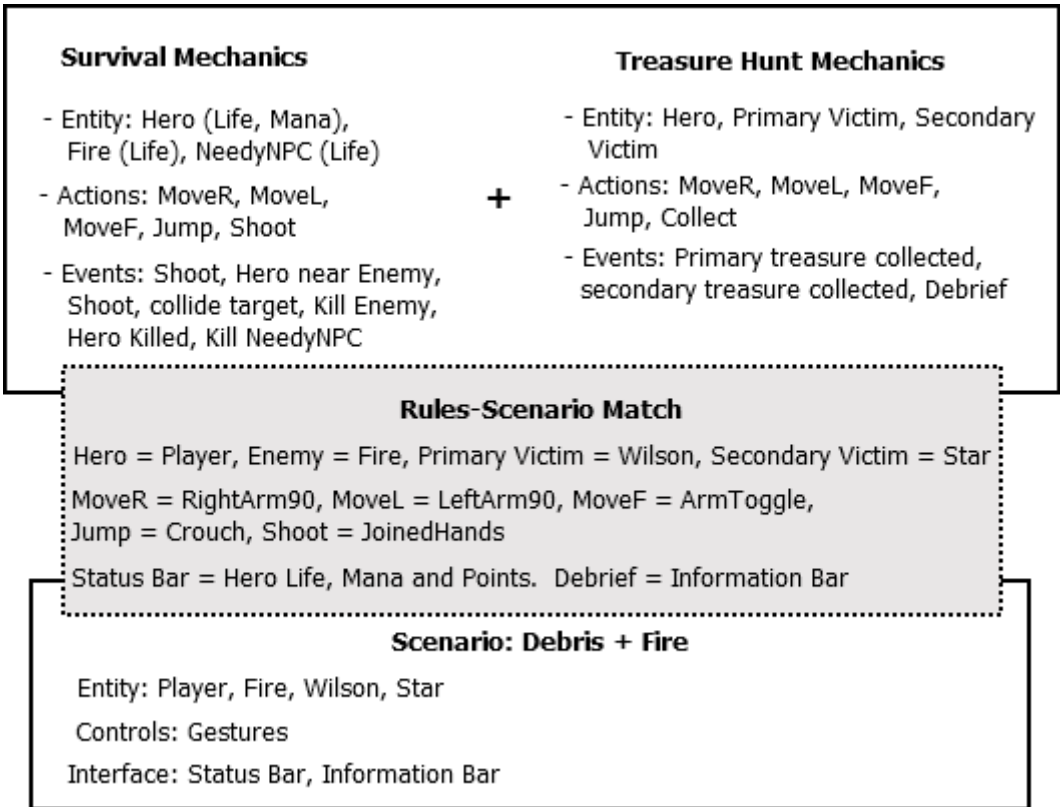 Survival Mechanics
- Entity: Hero (Life, Mana),
Fire (Life), NeedyNPC (Life)
- Actions: MoveR, MoveL,
MoveF, Jump, Shoot
- Events: Shoot, Hero near Enemy,
Shoot, collide target, Kill Enemy,
Hero Killed, Kill NeedyNPC
+
Treasure Hunt Mechanics
- Entity: Hero, Primary Victim, Secondary
Victim
- Actions: MoveR, MoveL, MoveF,
Jump, Collect
- Events: Primary treasure collected,
secondary treasure collected, Debrief
Rules-Scenario Match
Hero = Player, Enemy = Fire, Primary Victim = Wilson, Secondary Victim = Star
MoveR = RightArm90, MoveL = LeftArm90, MoveF = ArmToggle,
Jump = Crouch, Shoot = JoinedHands
Status Bar = Hero Life, Mana and Points. Debrief = Information Bar
Scenario: Debris + Fire
Entity: Player, Fire, Wilson, Star
Controls: Gestures
Interface: Status Bar, Information Bar